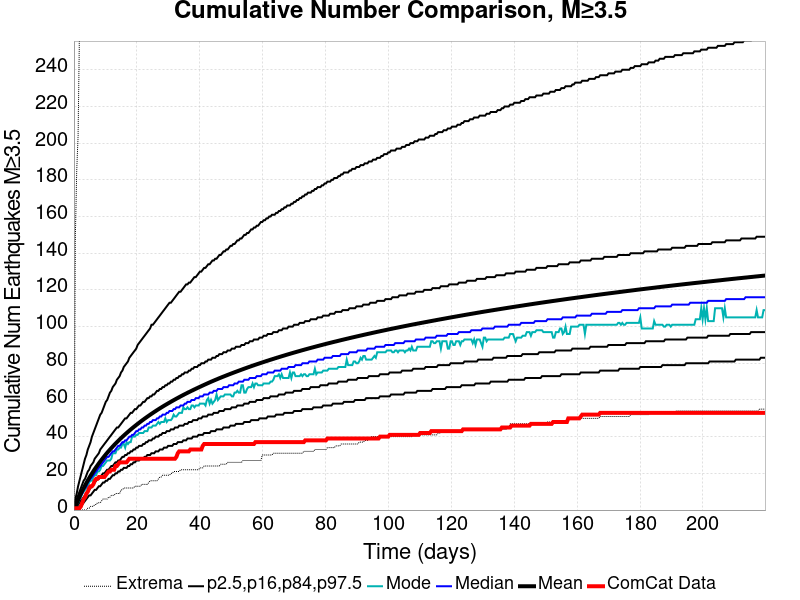 Cumulative Number Comparison, M≥3.5
Cumulative Num Earthquakes M≥3.5
240
220
200
180
160
140
120
100
80
60
40
20
0
0 20 40 60 80 100 120 140 160 180 200
Time (days)
Extrema p2.5,p16,p84,p97.5 Mode Median Mean ComCat Data